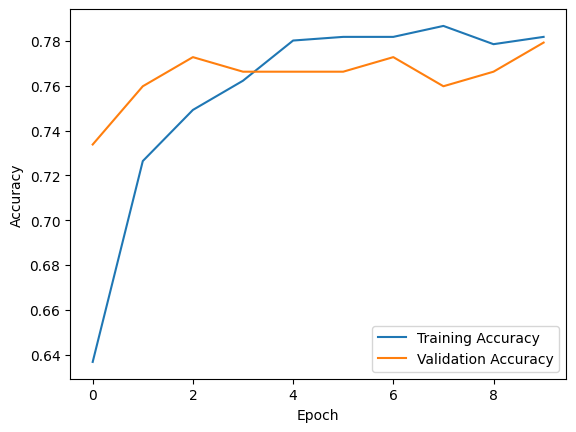 0.78
0.76
0.74
0.72
0.70
0.68
0.66
0.64
Accuracy
0 2 4 6 8
Epoch
Training Accuracy
Validation Accuracy